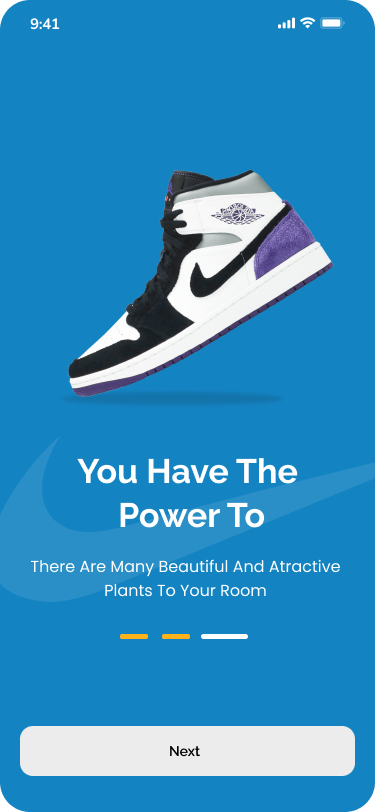 9:41
You Have The
Power To
There Are Many Beautiful And Atractive
Plants To Your Room
Next